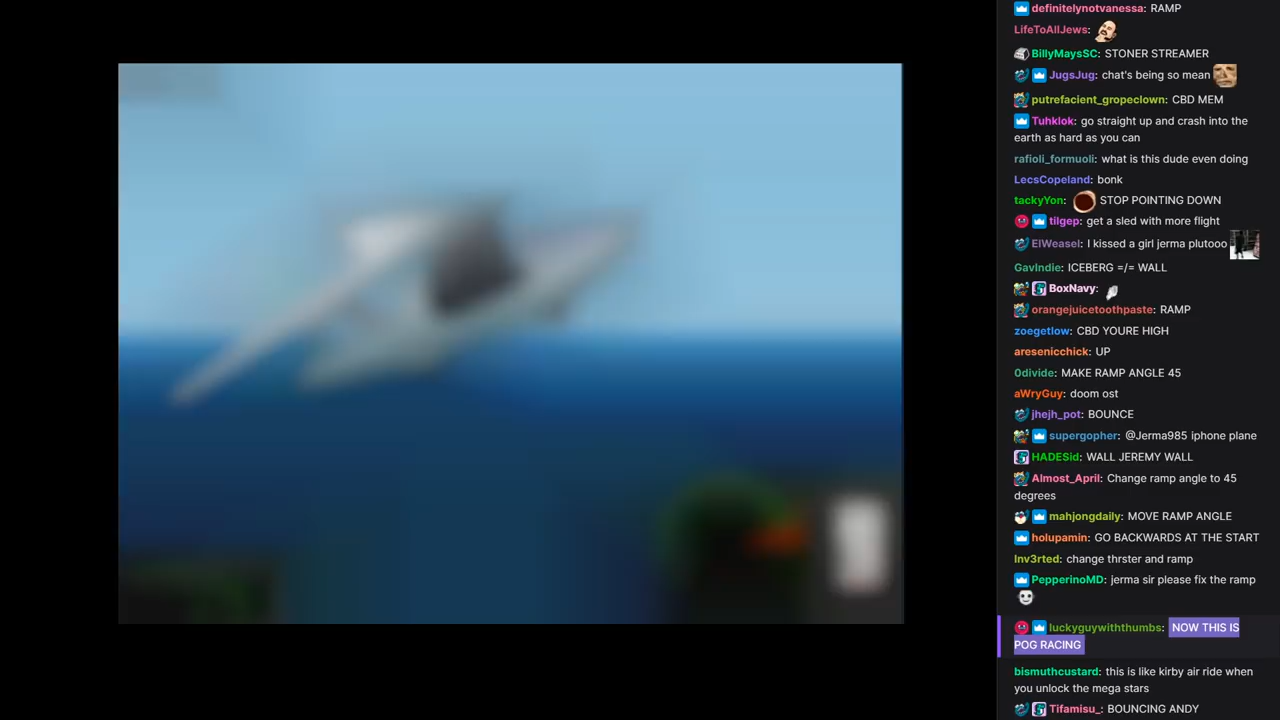 definitelynotvanessa: RAMP
LifeToAllJews:
BillyMaysSC: STONER STREAMER
JugsJug: chat's being so mean
putrefacient_gropeclown: CBD MEM
Tuhklok: go straight up and crash into the
earth as hard as you can
rafioli_formuoli: what is this dude even doing
LecsCopeland: bonk
tackyYon: STOP POINTING DOWN
tilgep: get a sled with more flight
ElWeasel: I kissed a girl jerma plutooo
GavIndie: ICEBERG =/= WALL
BoxNavy:
orangejuicetoothpaste: RAMP
zoegetlow: CBD YOURE HIGH
aresenicchick: UP
0divide: MAKE RAMP ANGLE 45
aWryGuy: doom ost
jhejh_pot: BOUNCE
supergopher: @Jerma985 iphone plane
HADESid: WALL JEREMY WALL
Almost_April: Change ramp angle to 45
degrees
mahjongdaily: MOVE RAMP ANGLE
holupamin: GO BACKWARDS AT THE START
Inv3rted: change thrster and ramp
PepperinoMD: jerma sir please fix the ramp
luckyguywiththumbs: NOW THIS IS
POG RACING
bismuthcustard: this is like kirby air ride when
you unlock the mega stars
Tifamisu_: BOUNCING ANDY